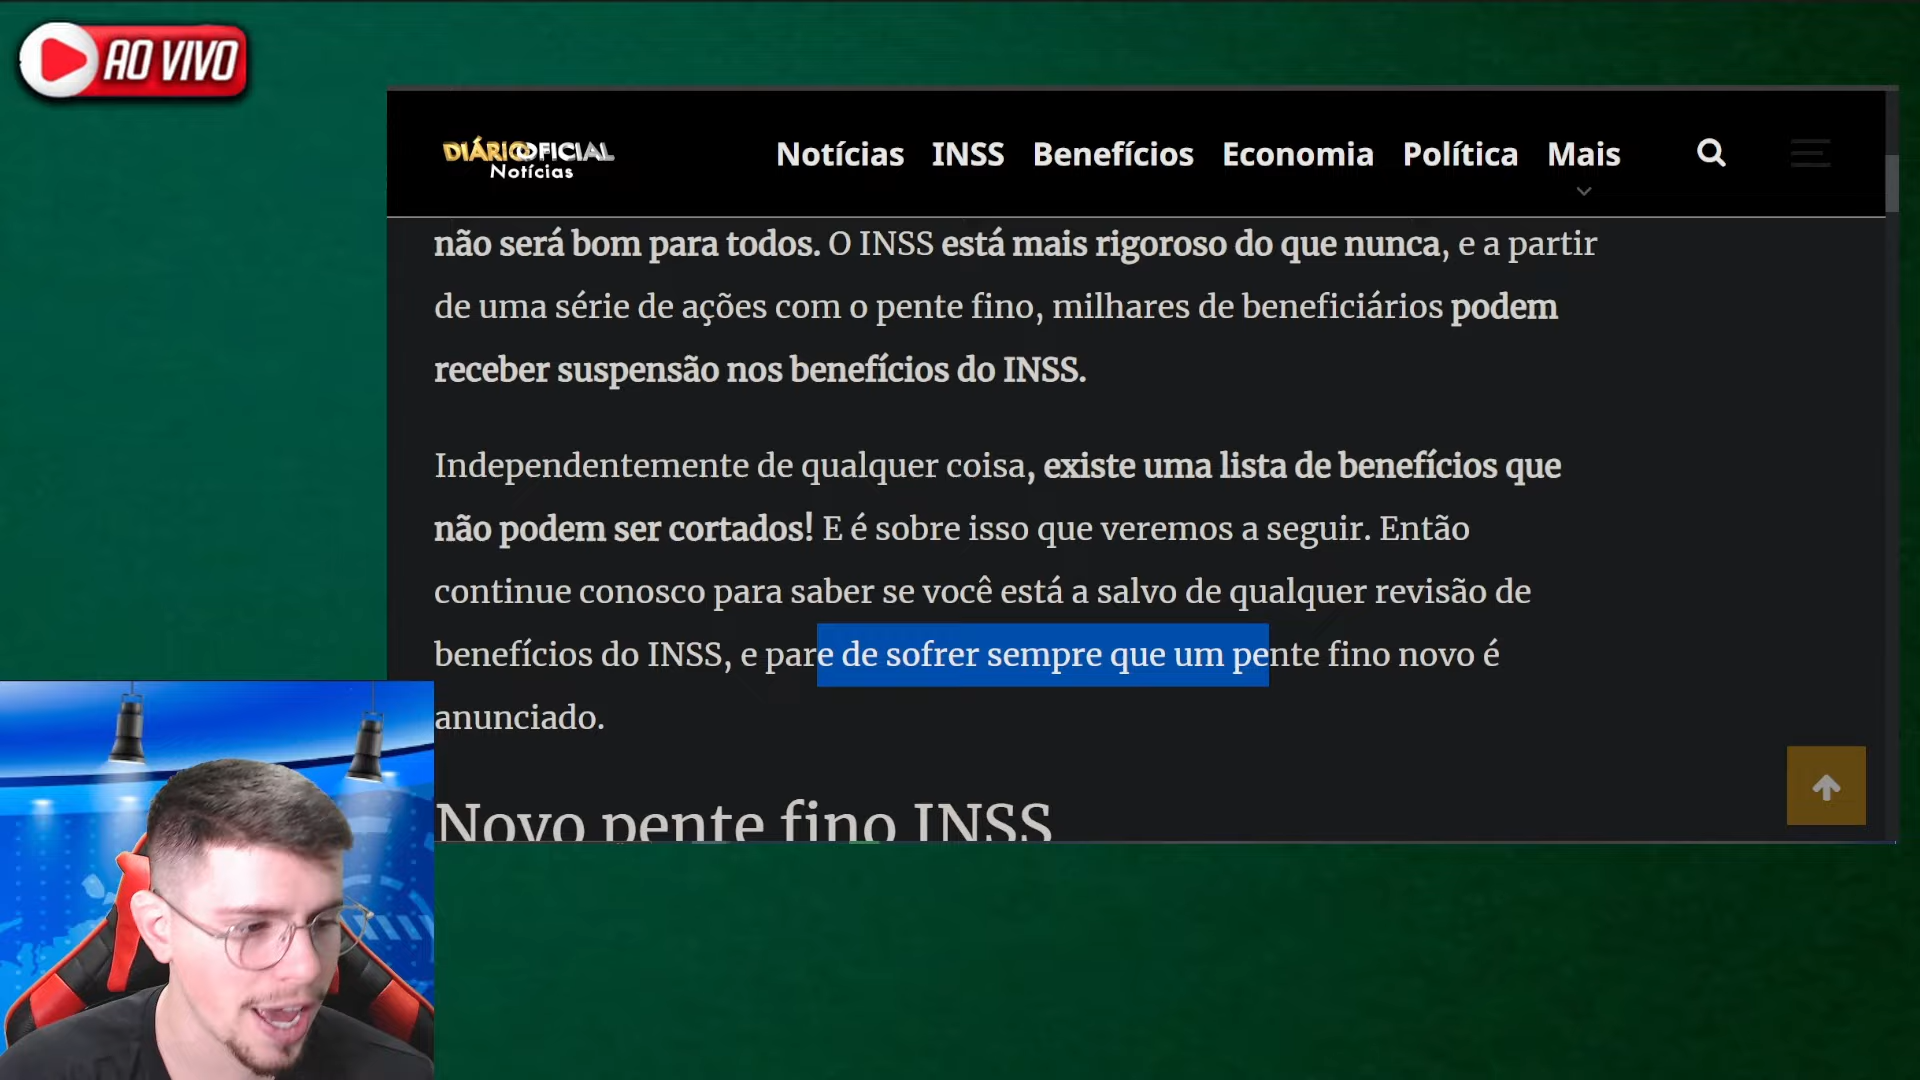 AO VIVO
DIÁRIO OFICIAL
Notícias
Notícias INSS Benefícios Economia Política Mais
não será bom para todos. O INSS está mais rigoroso do que nunca, e a partir
de uma série de ações com o pente fino, milhares de beneficiários podem
receber suspensão nos benefícios do INSS.
Independentemente de qualquer coisa, existe uma lista de benefícios que
não podem ser cortados! E é sobre isso que veremos a seguir. Então
continue conosco para saber se você está a salvo de qualquer revisão de
benefícios do INSS, e pare de sofrer sempre que um pente fino novo é
anunciado.
Novo pente fino INSS